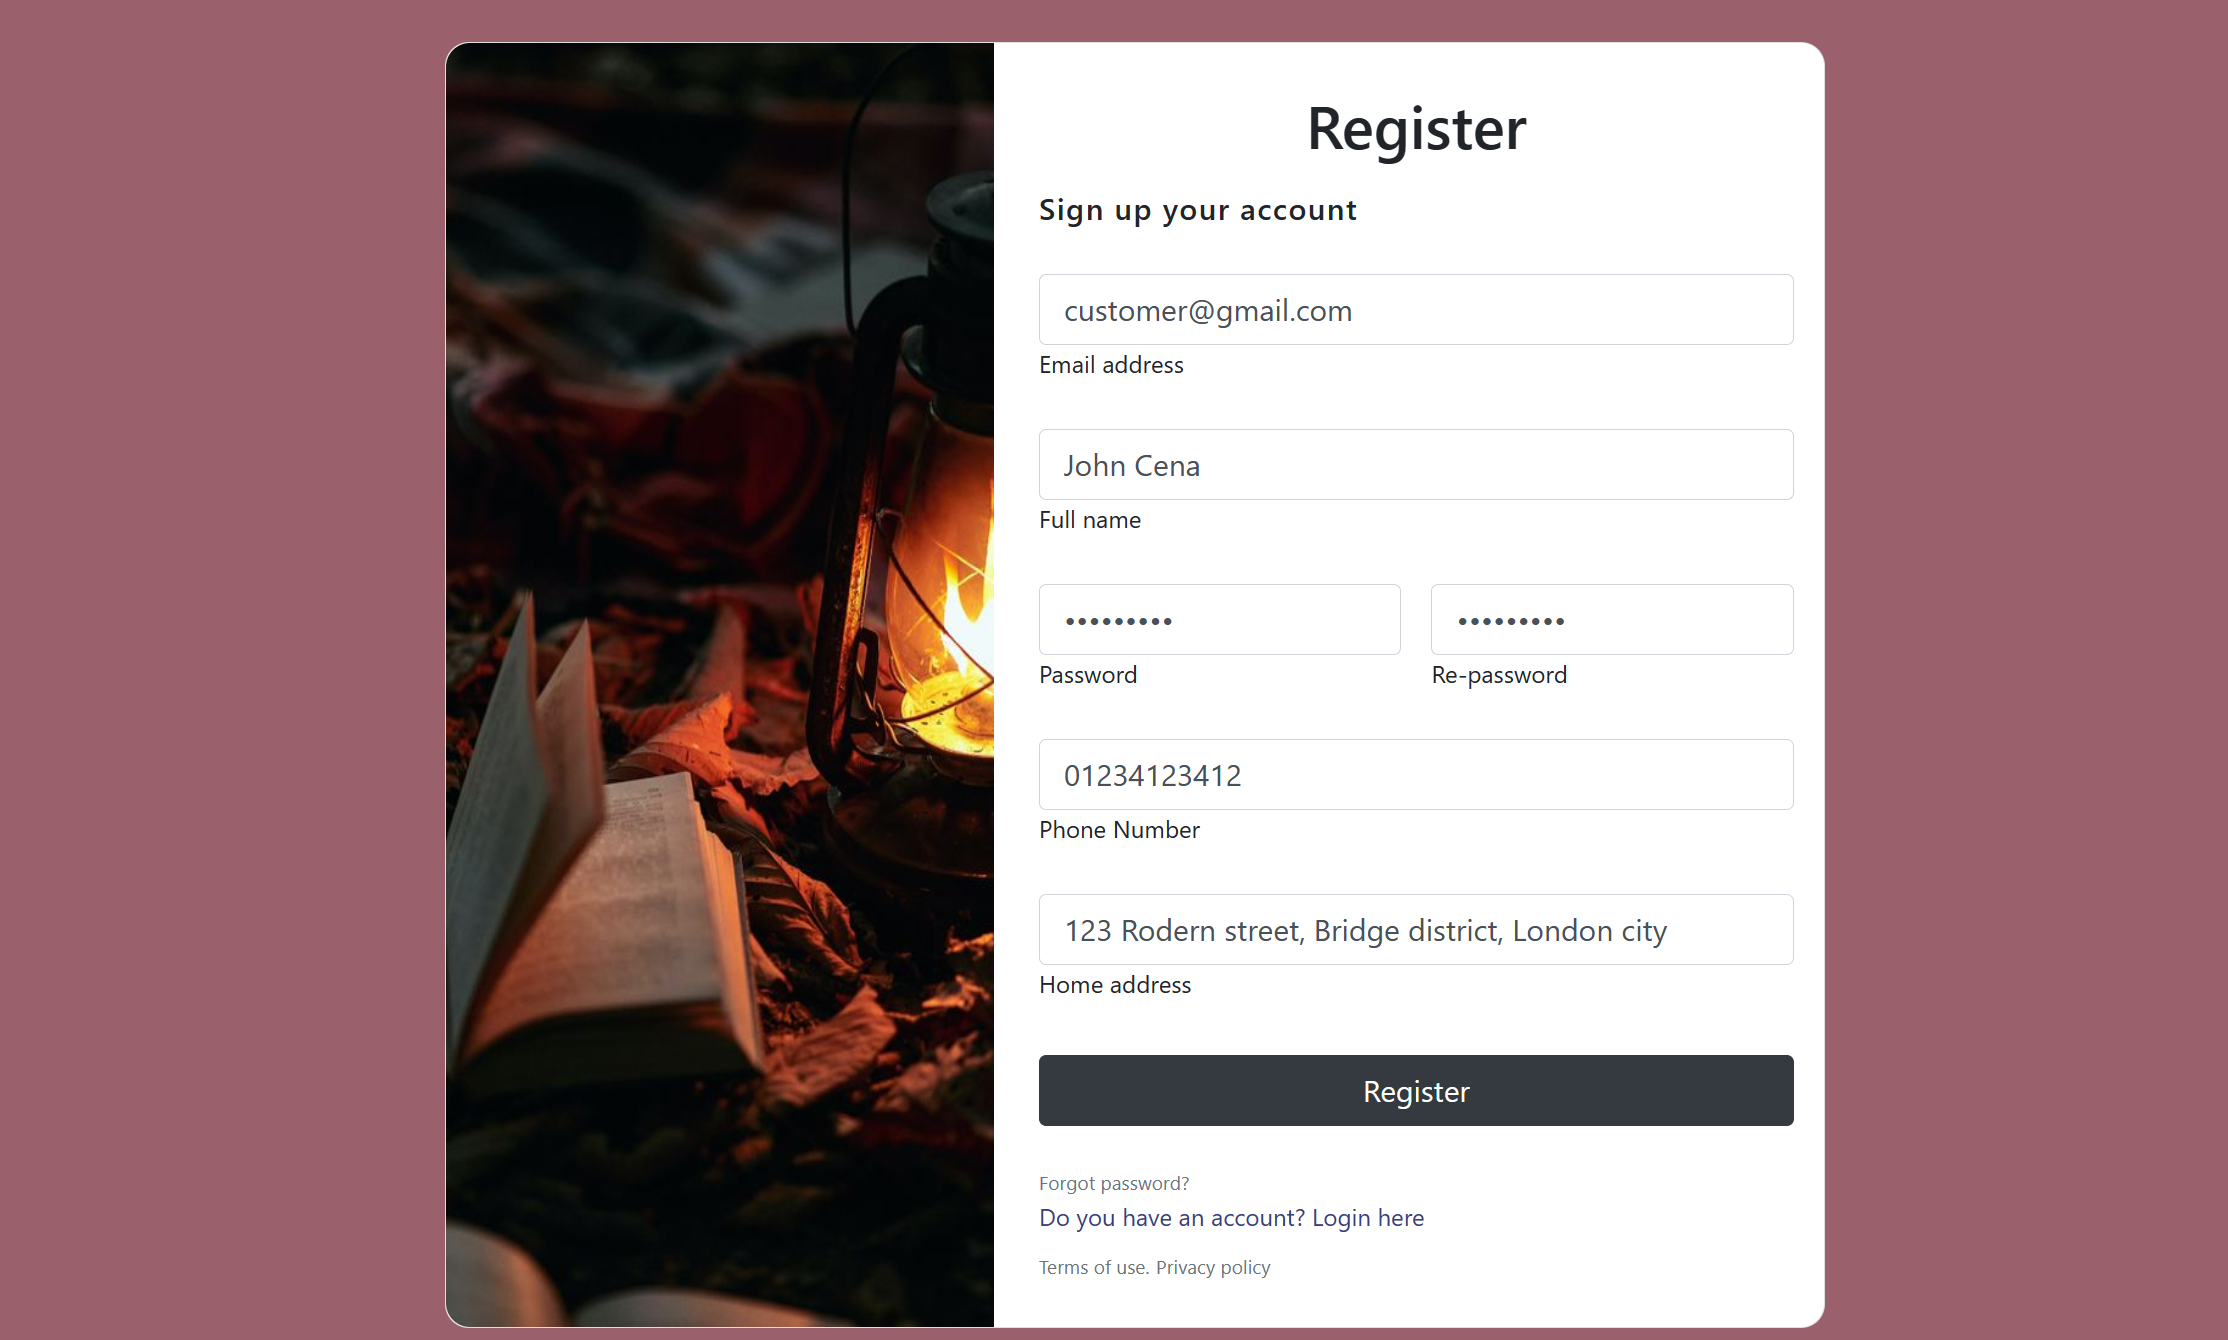 Register
Sign up your account
customer@gmail.com
Email address
John Cena
Full name
••••••••• •••••••••
Password Re-password
01234123412
Phone Number
123 Rodern street, Bridge district, London city
Home address
Register
Forgot password?
Do you have an account? Login here
Terms of use. Privacy policy